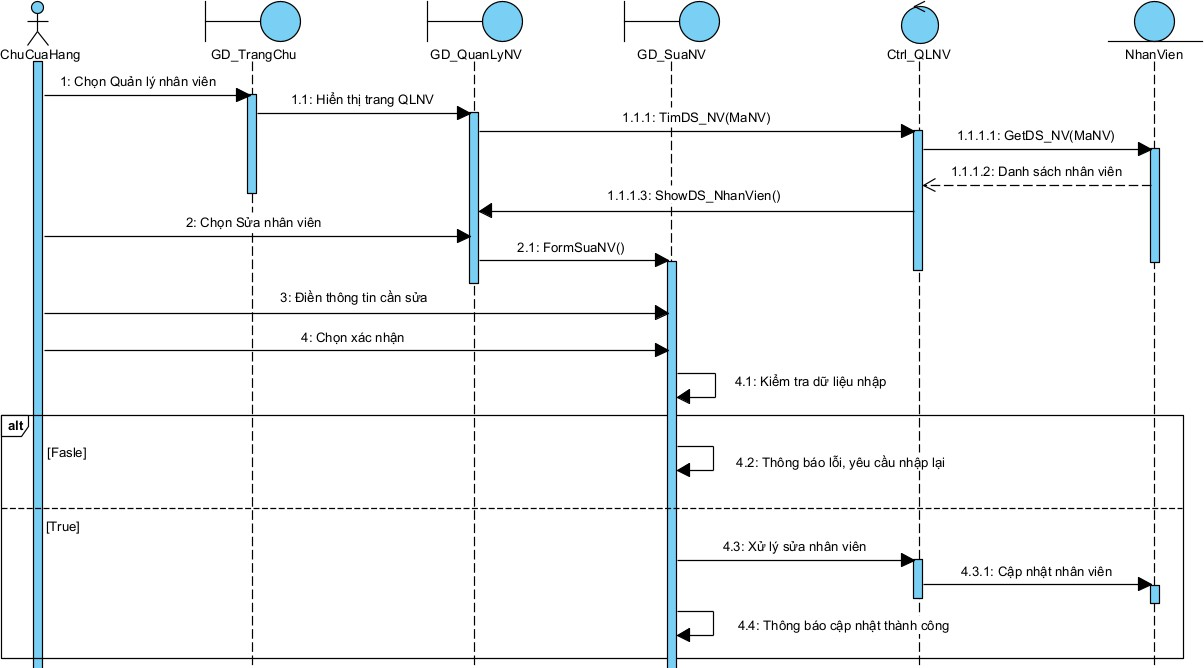 ChuCuaHang
GD_TrangChu
GD_QuanLyNV
GD_SuaNV
Ctrl_QLNV
NhanVien
1: Chọn Quản lý nhân viên
1.1: Hiển thị trang QLNV
1.1.1: TimDS_NV(MaNV)
1.1.1.1: GetDS_NV(MaNV)
1.1.1.2: Danh sách nhân viên
1.1.1.3: ShowDS_NhanVien()
2: Chọn Sửa nhân viên
2.1: FormSuaNV()
3: Điền thông tin cần sửa
4: Chọn xác nhận
4.1: Kiểm tra dữ liệu nhập
alt
[Fasle]
4.2: Thông báo lỗi, yêu cầu nhập lại
[True]
4.3: Xử lý sửa nhân viên
4.3.1: Cập nhật nhân viên
4.4: Thông báo cập nhật thành công